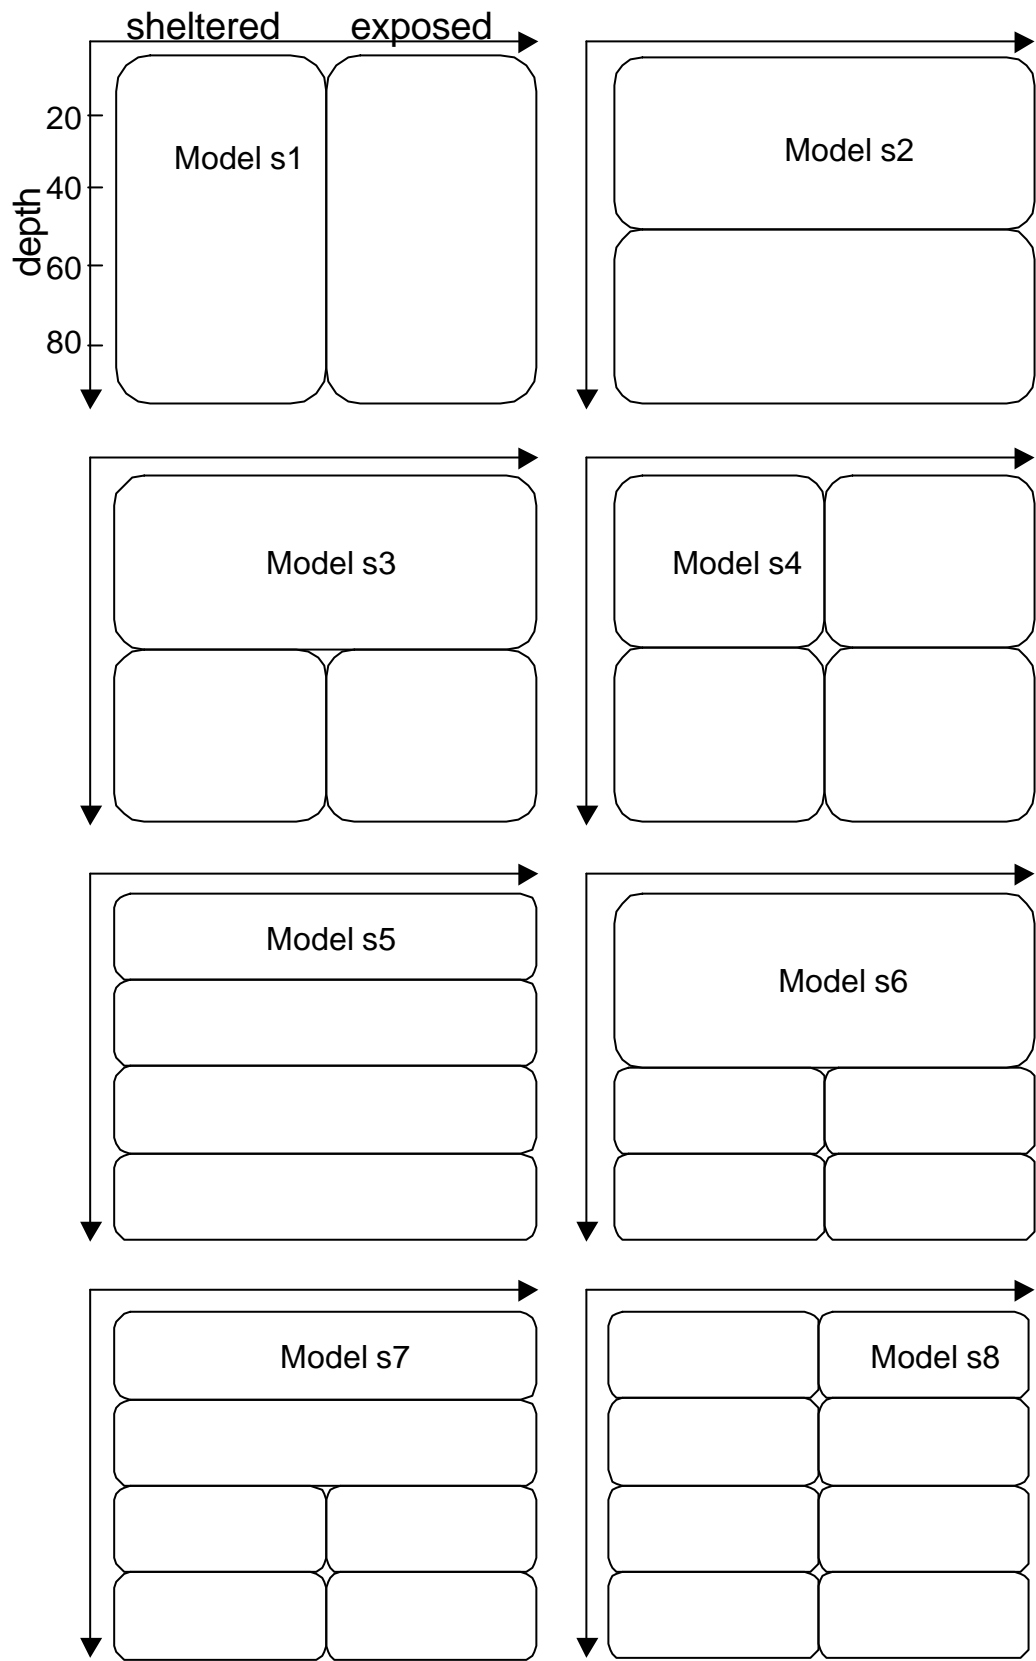 sheltered exposed
20
Model s1
Model s2
40
depth
60
80
Model s3
Model s4
Model s5
Model s6
Model s7
Model s8